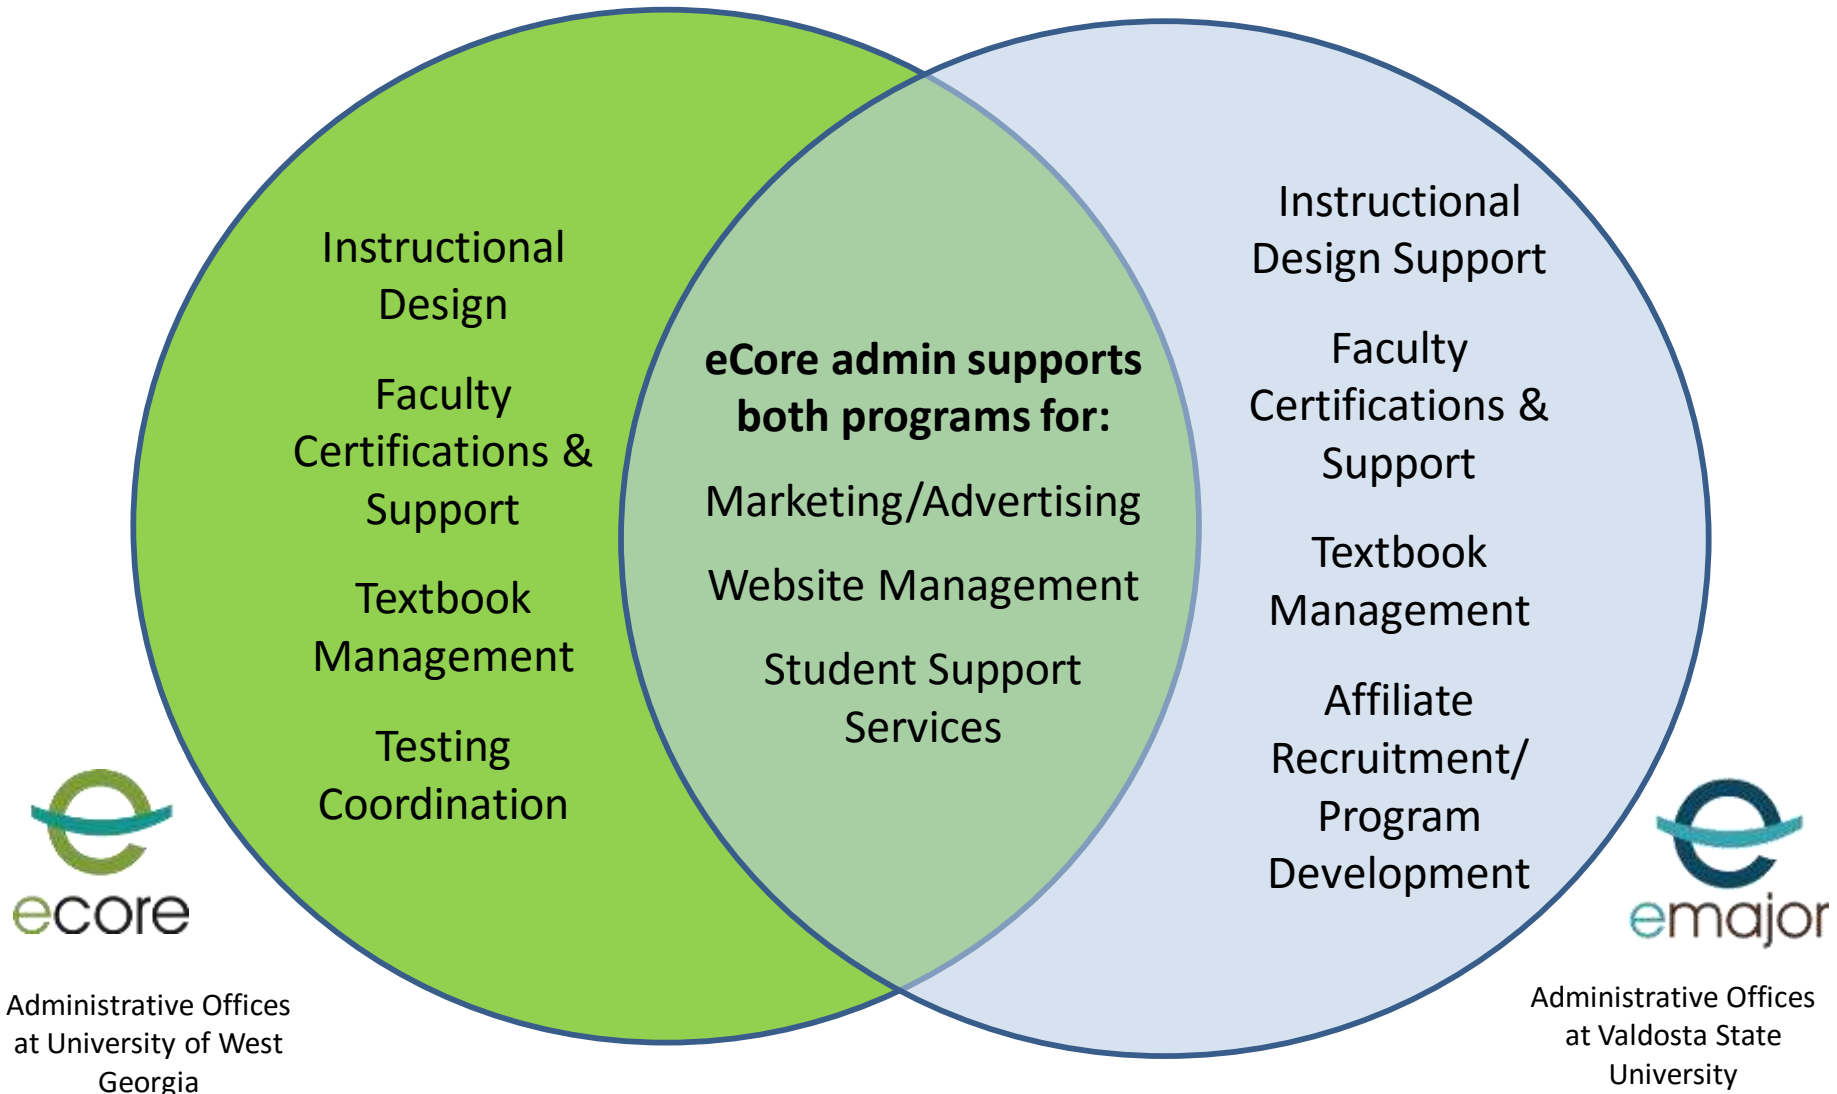 Instructional
Design
Faculty
Certifications &
Support
Textbook
Management
Testing
Coordination
eCore admin supports
both programs for:
Marketing/Advertising
Website Management
Student Support
Services
Instructional
Design Support
Faculty
Certifications &
Support
Textbook
Management
Affiliate
Recruitment/
Program
Development
e
ecore
Administrative Offices
at University of West
Georgia
e
emajor
Administrative Offices
at Valdosta State
University